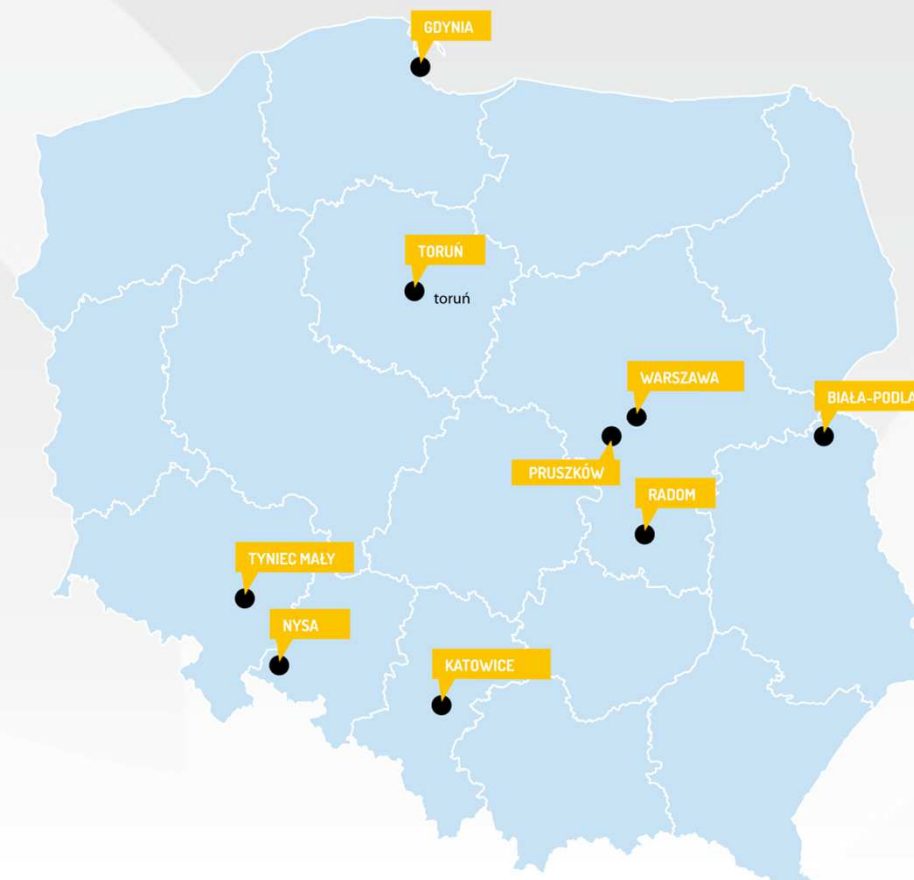 GDYNIA
TORUŃ
toruń
WARSZAWA
BIAŁA-PODLA
PRUSZKÓW
RADOM
TYNIEC MAŁY
NYSA
KATOWICE